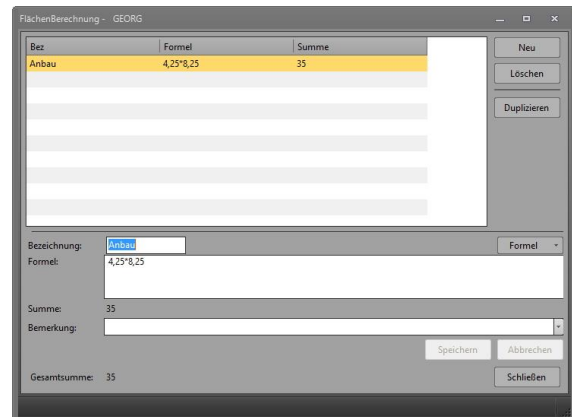 FlächenBerechnung - GEORG
Bez Formel Summe
Anbau 4,25*8,25 35
Neu
Löschen
Duplizieren
Bezeichnung: Anbau Formel
Formel: 4,25*8,25
Summe: 35
Bemerkung:
Speichern Abbrechen
Gesamtsumme: 35 Schließen